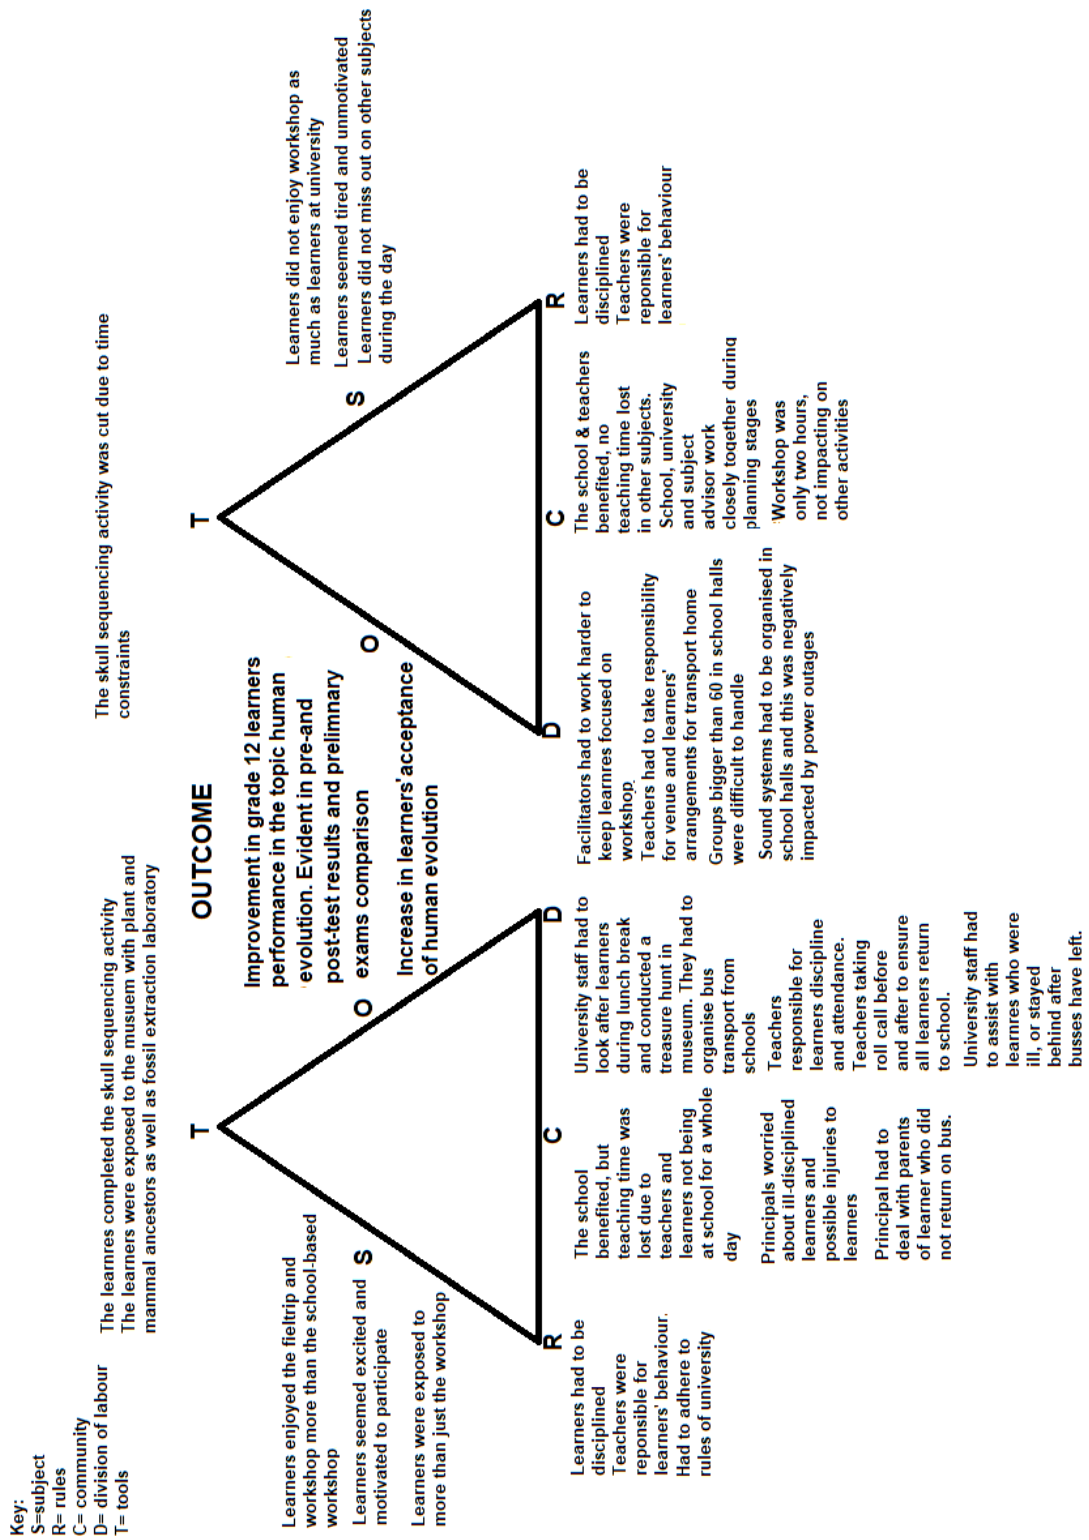 Key:
S=subject
R= rules
C= community
D= division of labour
T= tools
The learnres completed the skull sequencing activity
The learners were exposed to the musuem with plant and
mammal ancestors as well as fossil extraction laboratory
The skull sequencing activity was cut due to time
constraints
T
OUTCOME
T
Learners enjoyed the fieltrip and
workshop more than the school-based
workshop
Learners seemed excited and
motivated to participate
Learners were exposed to
more than just the workshop
S
O
Improvement in grade 12 learners
performance in the topic human
evolution. Evident in pre-and
post-test results and prelimnary
exams comparison
Increase in learners' acceptance
of human evolution
O
S
Learners did not enjoy workshop as
much as learners at university
Learners seemed tired and unmotivated
Learners did not miss out on other subjects
during the day
R
C
D
D
C
R
Learners had to be
disciplined
Teachers were
reponsible for
learners' behaviour.
Had to adhere to
rules of university
The school
benefited, but
teaching time was
lost due to
teachers and
learners not being
at school for a whole
day
Principals worried
about ill-disciplined
learners and
possible injuries to
learners
Principal had to
deal with parents
of learner who did
not return on bus.
University staff had to
look after learners
during lunch break
and conducted a
treasure hunt in
museum. They had to
organise bus
transport from
schools
Teachers
responsible for
learners discipline
and attendance.
Teachers taking
roll call before
and after to ensure
all learners return
to school.
University staff had
to assist with
learnres who were
ill, or stayed
behind after
busses have left.
Facilitators had to work harder to
keep learnres focused on
workshop
Teachers had to take responsibility
for venue and learners'
arrangements for transport home
Groups bigger than 60 in school halls
were difficult to handle
Sound systems had to be organised in
school halls and this was negatively
impacted by power outages
The school & teachers
benefited, no
teaching time lost
in other subjects.
School, university
and subject
advisor work
closely together during
planning stages
Workshop was
only two hours,
not impacting on
other activities
Learners had to be
disciplined
Teachers were
reponsible for
learners' behaviour